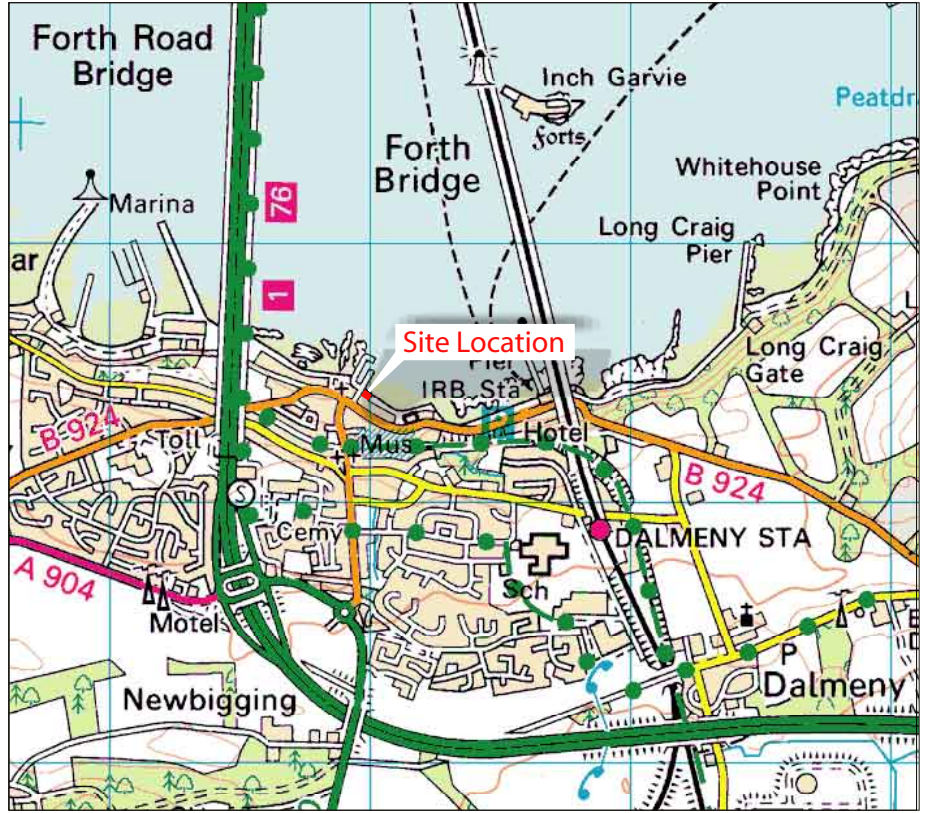 Forth Road
Bridge
Inch Garvie
forts
Peatdr
Forth
Bridge
Whitehouse
Point
Marina
76
Long Craig
Pier
ar
1
Site Location
Pier
IRB Sta
Long Craig
Gate
L
B 924
Toll
Mus
Hotel
B 924
S
Cemy
DALMENY STA
A 904
Sch
Motels
P
Dalmeny
Newbigging